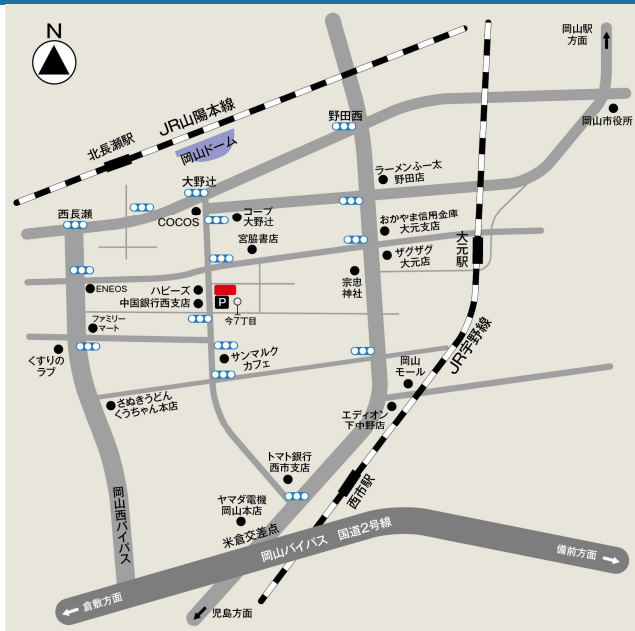 N
岡山駅
方面
JR山陽本線
野田西
北長瀬駅
岡山ドーム
岡山市役所
大野辻
ラーメンふー太
野田店
西長瀬
COCOS
コープ
大野辻
おかやま信用金庫
大元支店
宮脇書店
ザグザグ
大元店
大元駅
宗忠
神社
ENEOS
ハピーズ
中国銀行西支店
P
今7丁目
ファミリー
マート
JR宇野線
くすりの
ラブ
サンマルク
カフェ
岡山
モール
さぬきうどん
くうちゃん本店
エディオン
下中野店
トマト銀行
西市支店
西市駅
岡山西バイパス
ヤマダ電機
岡山本店
米倉交差点
岡山バイパス 国道2号線
備前方面
倉敷方面
児島方面